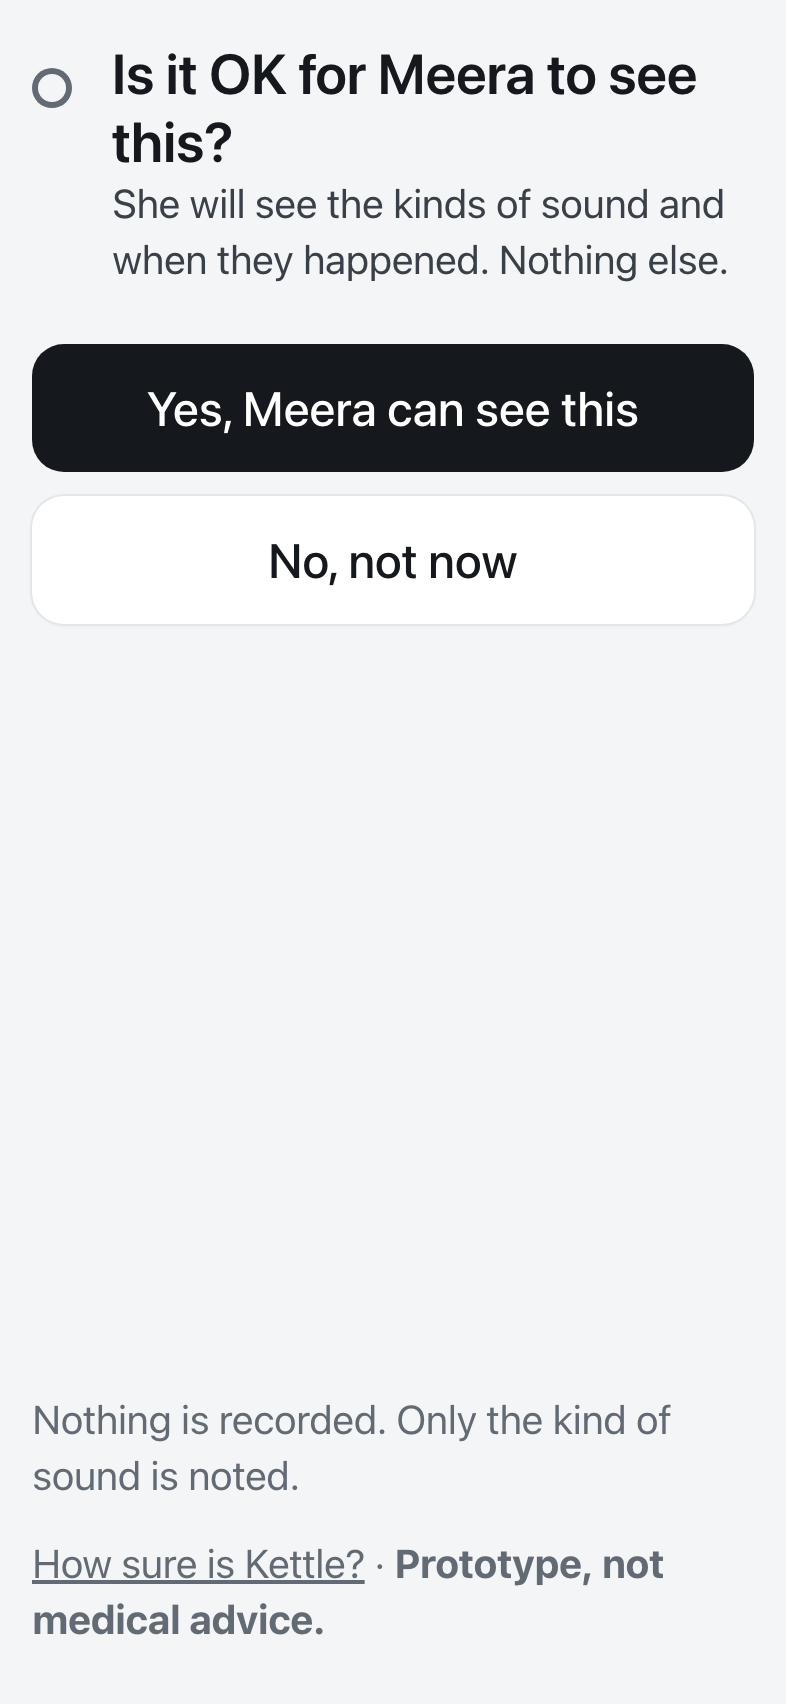 Is it OK for Meera to see
this?
She will see the kinds of sound and
when they happened. Nothing else.
Yes, Meera can see this
No, not now
Nothing is recorded. Only the kind of
sound is noted.
How sure is Kettle? · Prototype, not
medical advice.